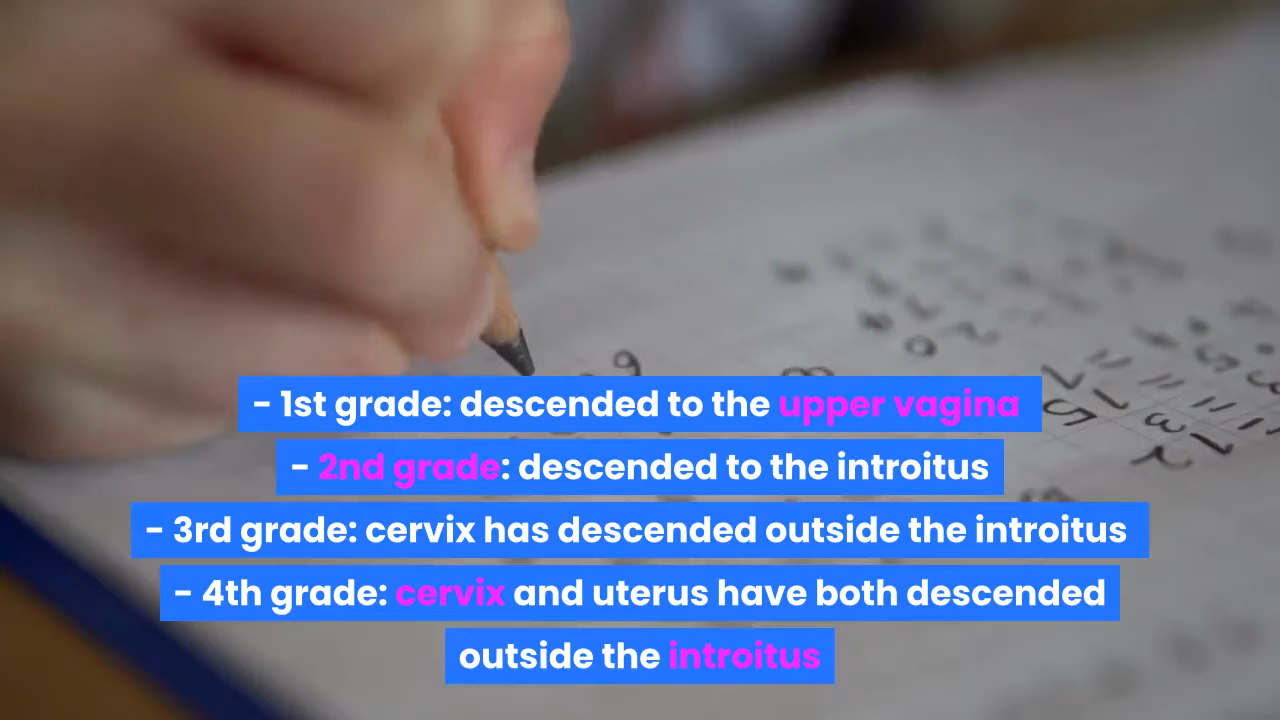 - 1st grade: descended to the upper vagina
- 2nd grade: descended to the introitus
- 3rd grade: cervix has descended outside the introitus
- 4th grade: cervix and uterus have both descended
outside the introitus